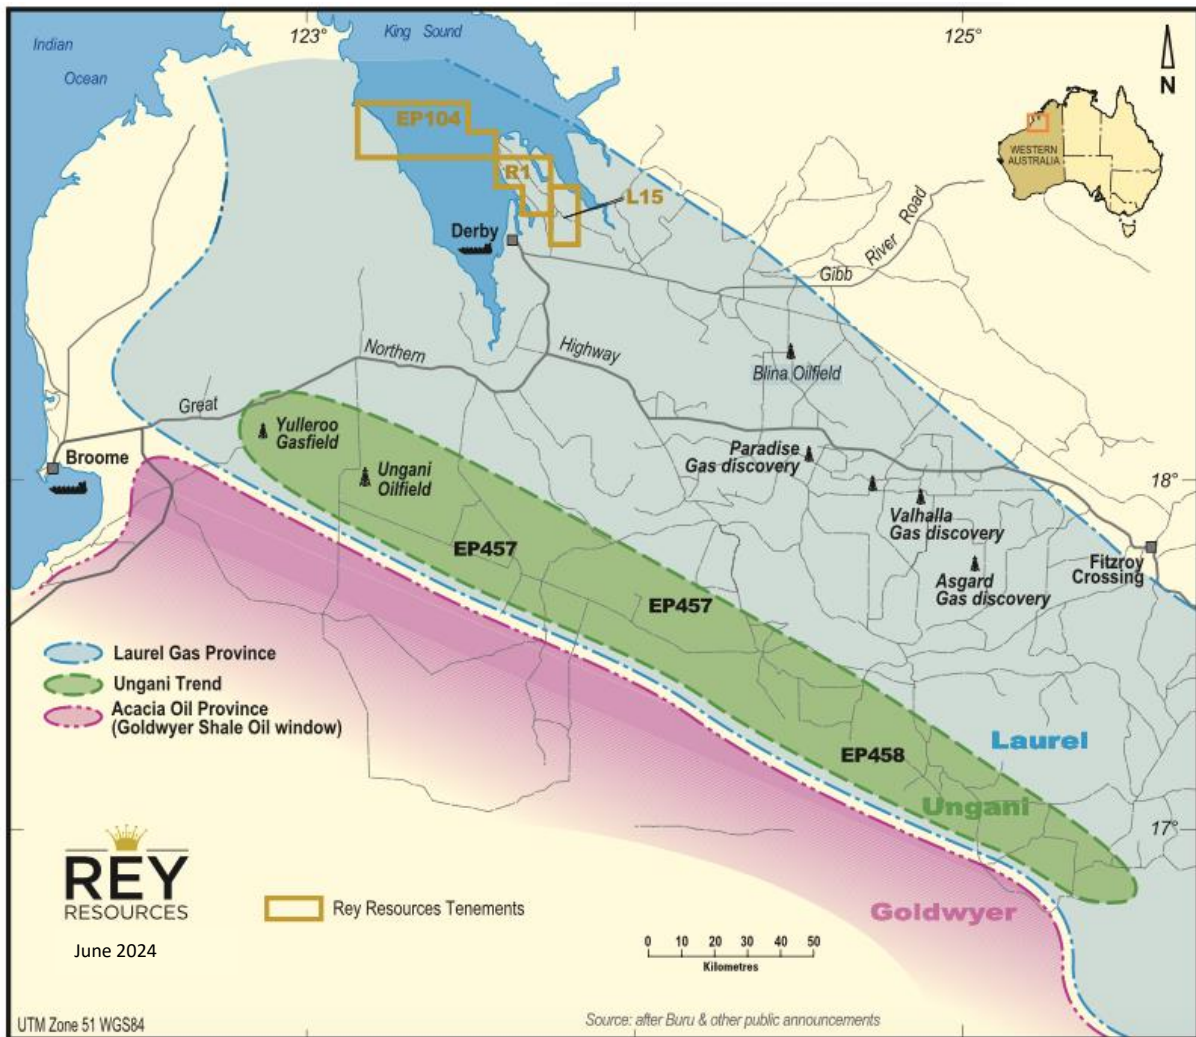 Indian
Ocean
123°
King Sound
125°
N
WESTERN
AUSTRALIA
EP104
R1
L15
Derby
Gibb River Road
Great Northern Highway
Blina Oilfield
Yulleroo
Gasfield
Ungani
Oilfield
Paradise
Gas discovery
Broome
18°
Valhalla
Gas discovery
Fitzroy
Crossing
Asgard
Gas discovery
EP457
EP457
Laurel Gas Province
Ungani Trend
Acacia Oil Province
(Goldwyer Shale Oil window)
Laurel
EP458
Ungani
17°
REY
RESOURCES
June 2024
Rey Resources Tenements
Goldwyer
0 10 20 30 40 50
Kilometres
UTM Zone 51 WGS84
Source: after Buru & other public announcements